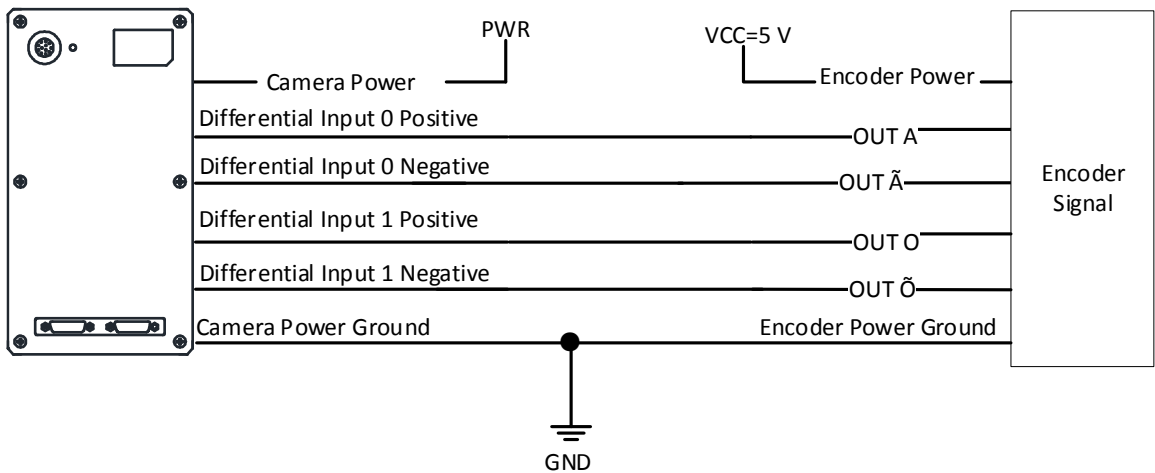 PWR
VCC=5 V
Camera Power
Encoder Power
Differential Input 0 Positive
OUT A
Differential Input 0 Negative
OUT Ã
Encoder
Signal
Differential Input 1 Positive
OUT O
Differential Input 1 Negative
OUT Õ
Camera Power Ground
Encoder Power Ground
GND